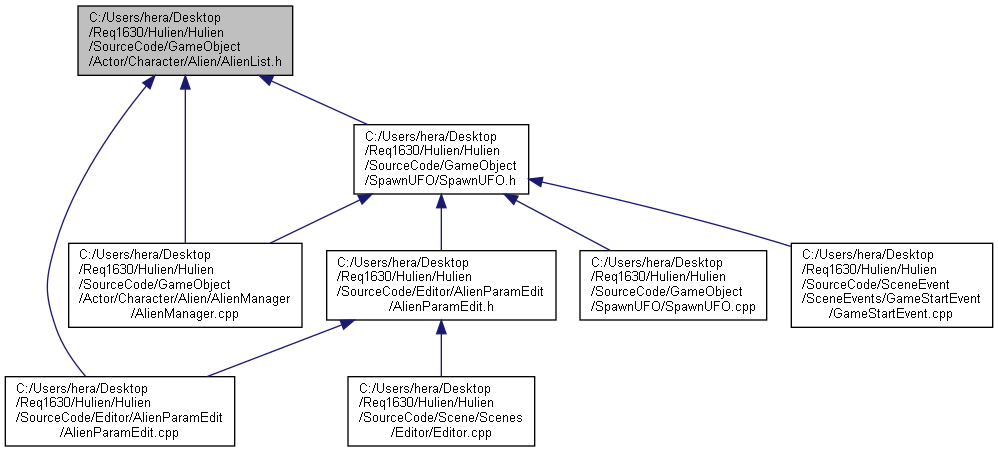 C:/Users/hera/Desktop
/Req1630/Hulien/Hulien
/SourceCode/GameObject
/Actor/Character/Alien/AlienList.h
C:/Users/hera/Desktop
/Req1630/Hulien/Hulien
/SourceCode/GameObject
/SpawnUFO/SpawnUFO.h
C:/Users/hera/Desktop
/Req1630/Hulien/Hulien
/SourceCode/GameObject
/Actor/Character/Alien/AlienManager
/AlienManager.cpp
C:/Users/hera/Desktop
/Req1630/Hulien/Hulien
/SourceCode/Editor/AlienParamEdit
/AlienParamEdit.h
C:/Users/hera/Desktop
/Req1630/Hulien/Hulien
/SourceCode/GameObject
/SpawnUFO/SpawnUFO.cpp
C:/Users/hera/Desktop
/Req1630/Hulien/Hulien
/SourceCode/SceneEvent
/SceneEvents/GameStartEvent
/GameStartEvent.cpp
C:/Users/hera/Desktop
/Req1630/Hulien/Hulien
/SourceCode/Editor/AlienParamEdit
/AlienParamEdit.cpp
C:/Users/hera/Desktop
/Req1630/Hulien/Hulien
/SourceCode/Scene/Scenes
/Editor/Editor.cpp